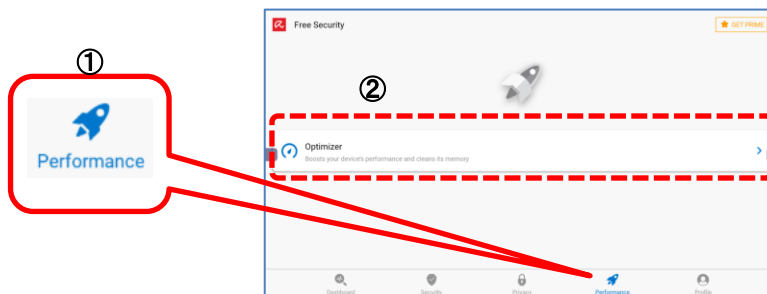 ①
Performance
Free Security
GET PRIME
②
Optimizer
Boosts your device's performance and cleans its memory
Dashboard
Security
Privacy
Performance
Profile